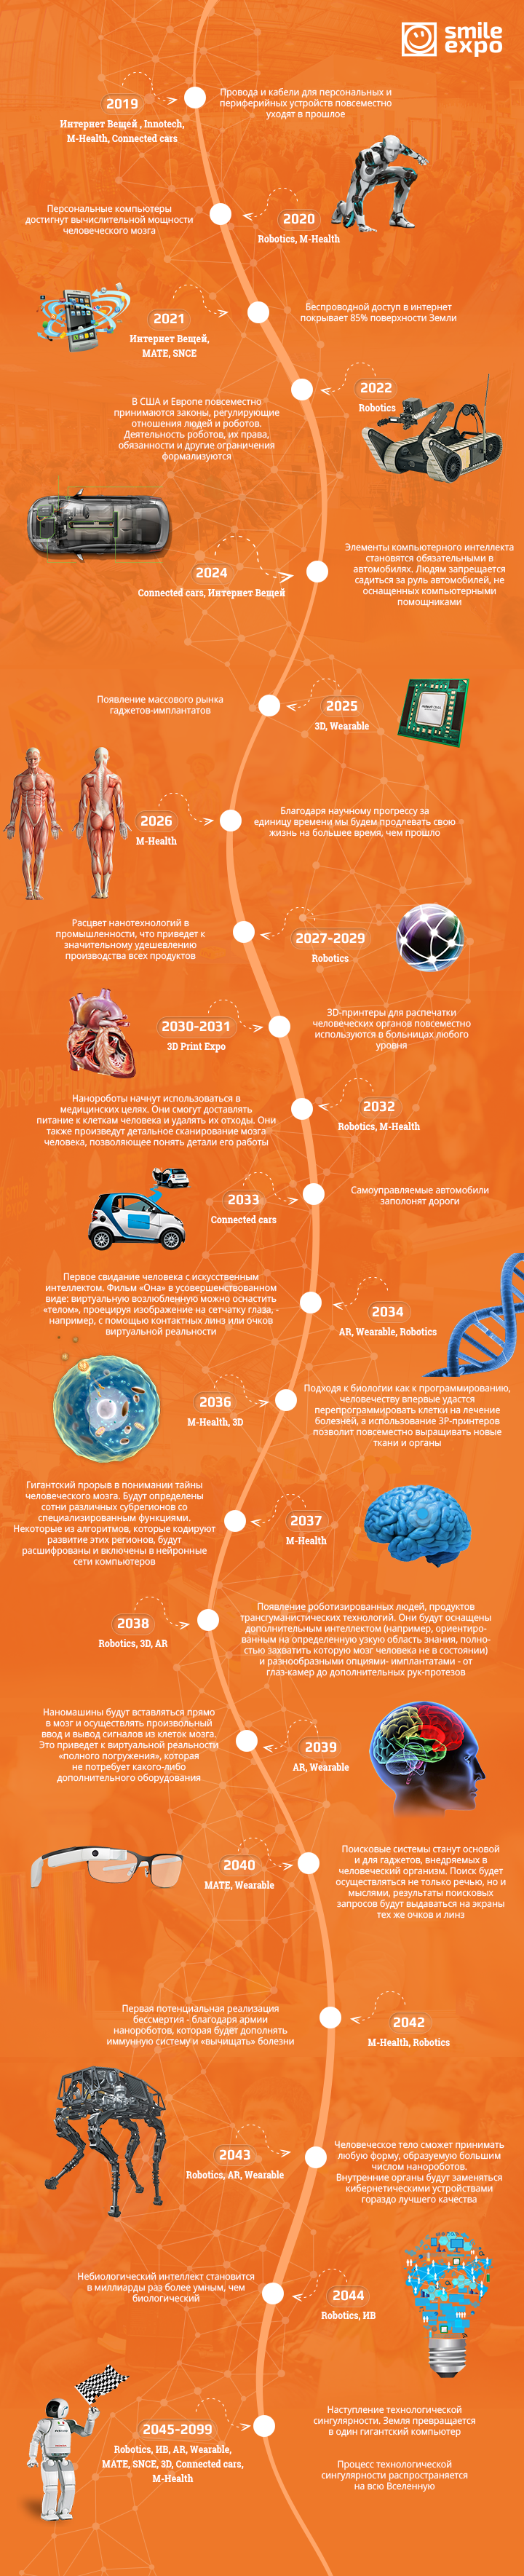 smile
expo
2019
Интернет Вещей , Innotech,
M-Health, Connected cars
Провода и кабели для персональных и
периферийных устройств повсеместно
уходят в прошлое
Персональные компьютеры
достигнут вычислительной мощности
человеческого мозга
2020
Robotics, M-Health
2021
Интернет Вещей,
MATE, SNCE
Беспроводной доступ в интернет
покрывает 85% поверхности Земли
2022
Robotics
В США и Европе повсеместно
принимаются законы, регулирующие
отношения людей и роботов.
Деятельность роботов, их права,
обязанности и другие ограничения
формализуются
2024
Connected cars, Интернет Вещей
Элементы компьютерного интеллекта
становятся обязательными в
автомобилях. Людям запрещается
садиться за руль автомобилей, не
оснащенных компьютерными
помощниками
Появление массового рынка
гаджетов-имплантатов
2025
3D, Wearable
2026
M-Health
Благодаря научному прогрессу за
единицу времени мы будем продлевать свою
жизнь на большее время, чем прошло
Расцвет нанотехнологий в
промышленности, что приведет к
значительному удешевлению
производства всех продуктов
2027-2029
Robotics
2030-2031
3D Print Expo
3D-принтеры для распечатки
человеческих органов повсеместно
используются в больницах любого
уровня
Нанороботы начнут использоваться в
медицинских целях. Они смогут доставлять
питание к клеткам человека и удалять их отходы. Они
также произведут детальное сканирование мозга
человека, позволяющее понять детали его работы
2032
Robotics, M-Health
2033
Connected cars
Самоуправляемые автомобили
заполонят дороги
Первое свидание человека с искусственным
интеллектом. Фильм «Она» в усовершенствованном
виде: виртуальную возлюбленную можно оснастить
«телом», проецируя изображение на сетчатку глаза, -
например, с помощью контактных линз или очков
виртуальной реальности
2034
AR, Wearable, Robotics
2036
M-Health, 3D
Подходя к биологии как к программированию,
человечеству впервые удастся
перепрограммировать клетки на лечение
болезней, а использование 3Р-принтеров
позволит повсеместно выращивать новые
ткани и органы
Гигантский прорыв в понимании тайны
человеческого мозга. Будут определены
сотни различных субрегионов со
специализированным функциями.
Некоторые из алгоритмов, которые кодируют
развитие этих регионов, будут
расшифрованы и включены в нейронные
сети компьютеров
2037
M-Health
2038
Robotics, 3D, AR
Появление роботизированных людей, продуктов
трансгуманистических технологий. Они будут оснащены
дополнительным интеллектом (например, ориентиро-
ванным на определенную узкую область знания, полно-
стью захватить которую мозг человека не в состоянии)
и разнообразными опциями- имплантатами - от
глаз-камер до дополнительных рук-протезов
Наномашины будут вставляться прямо
в мозг и осуществлять произвольный
ввод и вывод сигналов из клеток мозга.
Это приведет к виртуальной реальности
«полного погружения», которая
не потребует какого-либо
дополнительного оборудования
2039
AR, Wearable
2040
MATE, Wearable
Поисковые системы станут основой
и для гаджетов, внедряемых в
человеческий организм. Поиск будет
осуществляться не только речью, но и
мыслями, результаты поисковых
запросов будут выдаваться на экраны
тех же очков и линз
Первая потенциальная реализация
бессмертия - благодаря армии
нанороботов, которая будет дополнять
иммунную систему и «вычищать» болезни
2042
M-Health, Robotics
2043
Robotics, AR, Wearable
Человеческое тело сможет принимать
любую форму, образуемую большим
числом нанороботов.
Внутренние органы будут заменяться
кибернетическими устройствами
гораздо лучшего качества
Небиологический интеллект становится
в миллиарды раз более умным, чем
биологический
2044
Robotics, ИВ
2045-2099
Robotics, ИВ, AR, Wearable,
MATE, SNCE, 3D, Connected cars,
M-Health
Наступление технологической
сингулярности. Земля превращается
в один гигантский компьютер
Процесс технологической
сингулярности распространяется
на всю Вселенную